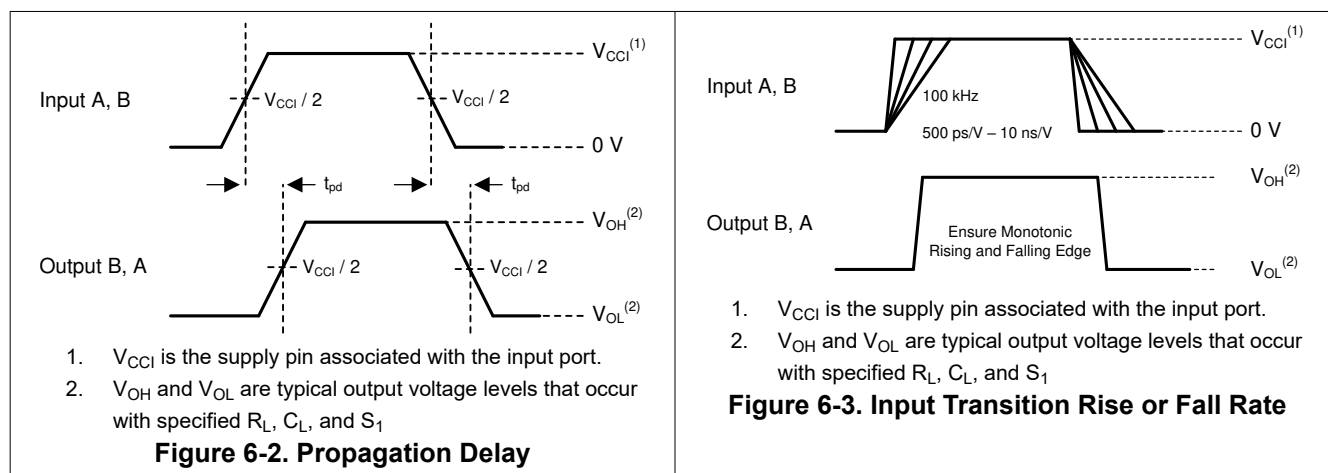 V_CCI(1)
Input A, B
V_CCI / 2
V_CCI / 2
0 V
t_pd
t_pd
V_OH(2)
Output B, A
V_CCI / 2
V_CCI / 2
V_OL(2)
1. V_CCI is the supply pin associated with the input port.
2. V_OH and V_OL are typical output voltage levels that occur
with specified R_L, C_L, and S_1
Figure 6-2. Propagation Delay
V_CCI(1)
Input A, B
100 kHz
500 ps/V – 10 ns/V
0 V
V_OH(2)
Output B, A
Ensure Monotonic
Rising and Falling Edge
V_OL(2)
1. V_CCI is the supply pin associated with the input port.
2. V_OH and V_OL are typical output voltage levels that occur
with specified R_L, C_L, and S_1
Figure 6-3. Input Transition Rise or Fall Rate